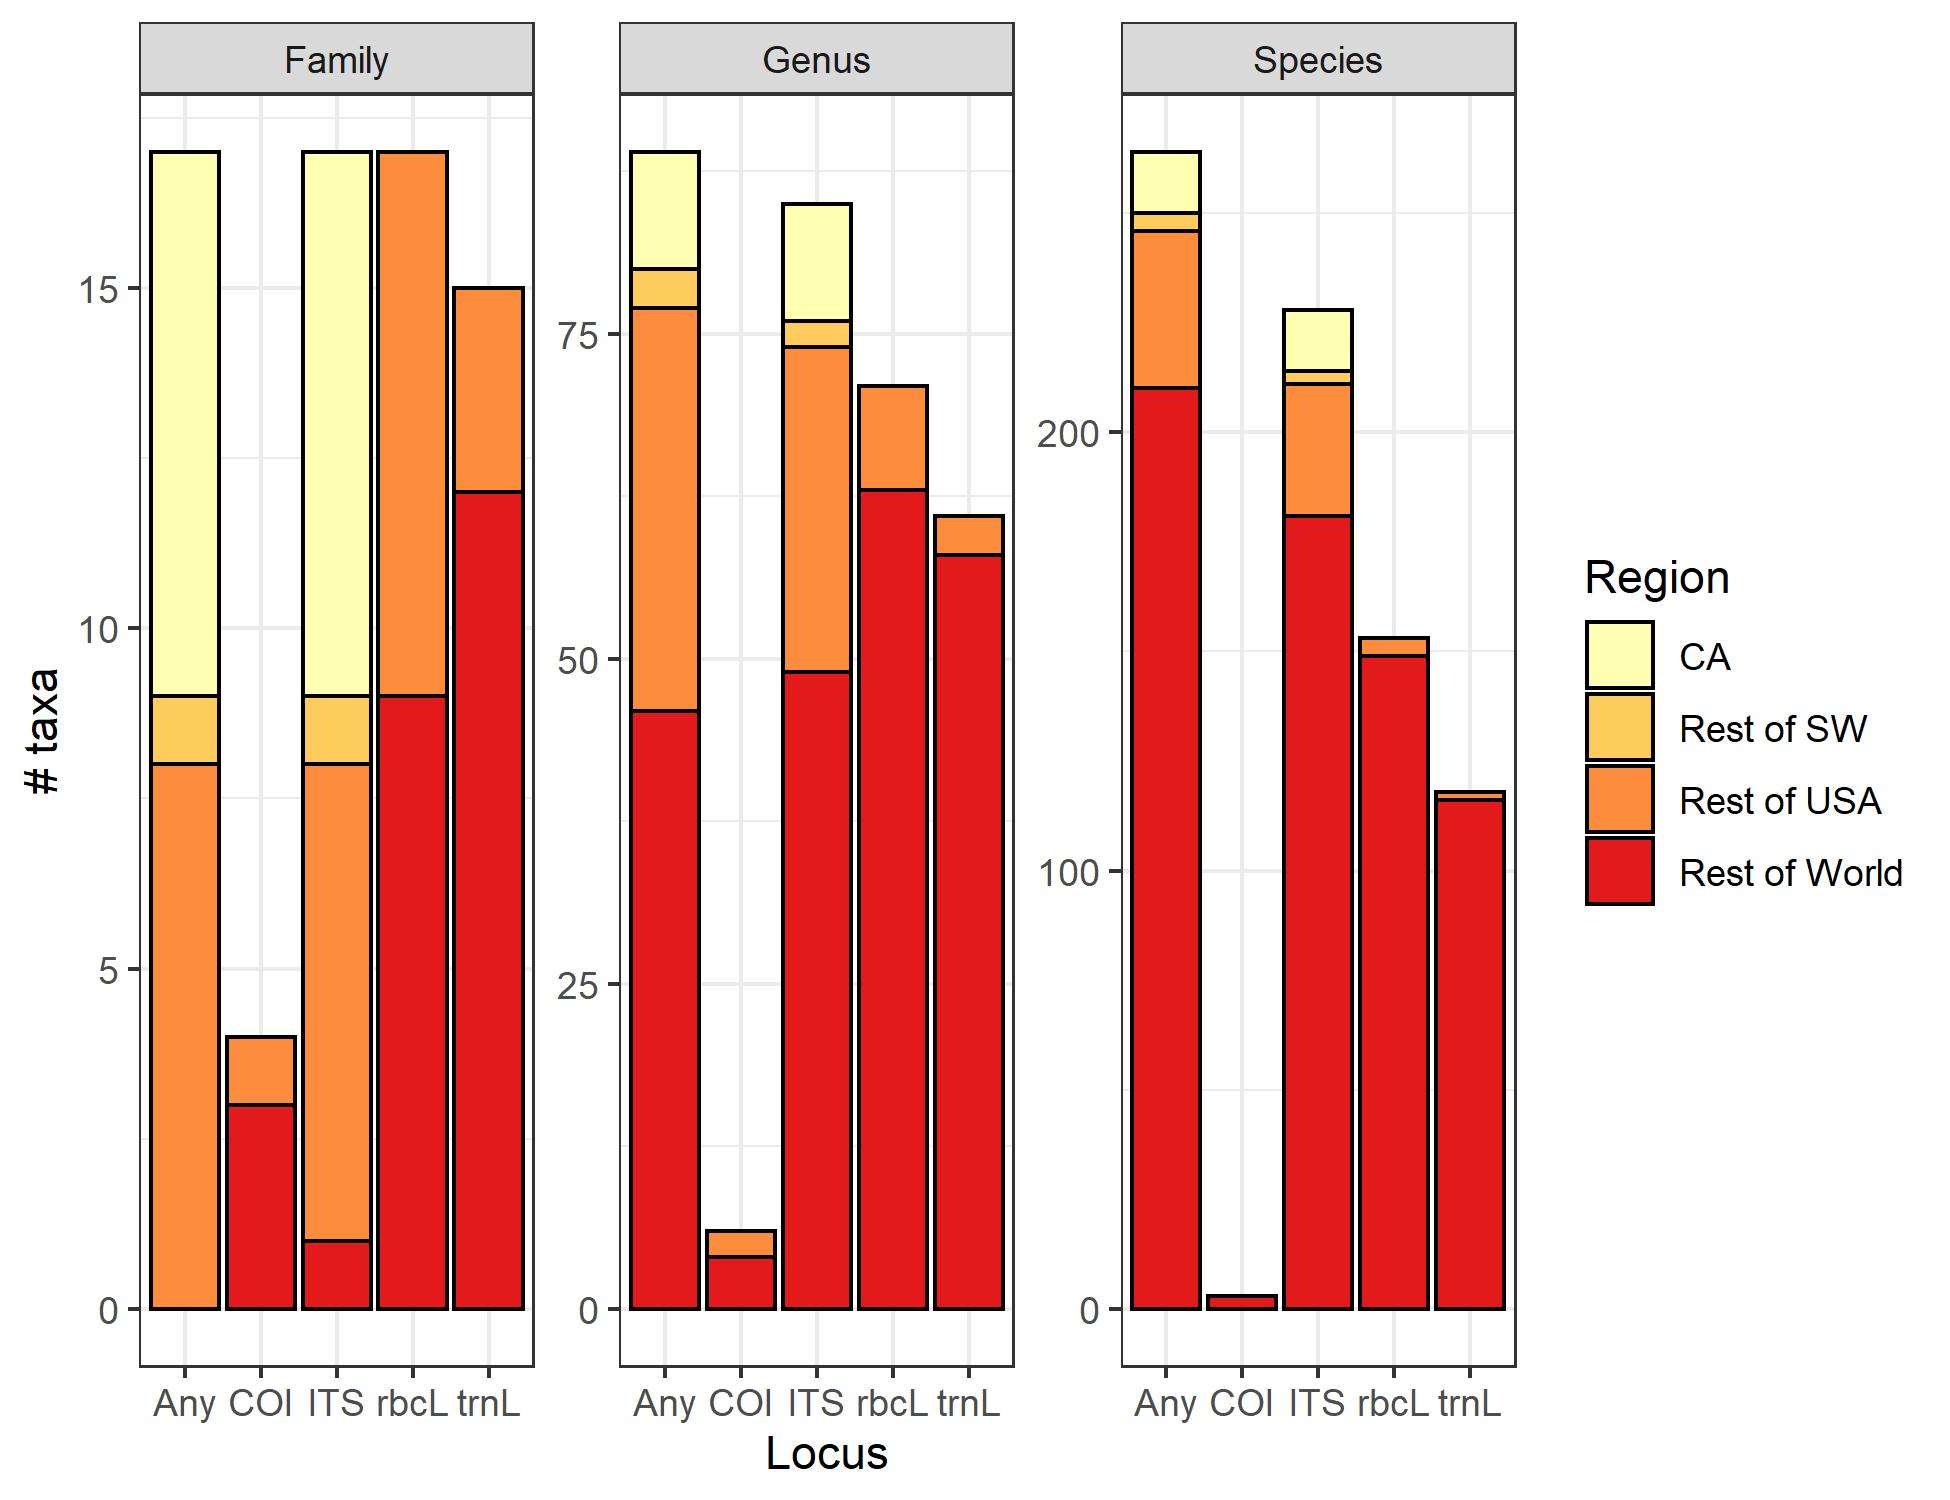 Family
Genus
Species
# taxa
15
10
5
0
75
50
25
0
200
100
0
Any COI ITS rbcL trnL
Any COI ITS rbcL trnL
Any COI ITS rbcL trnL
Locus
Region
CA
Rest of SW
Rest of USA
Rest of World